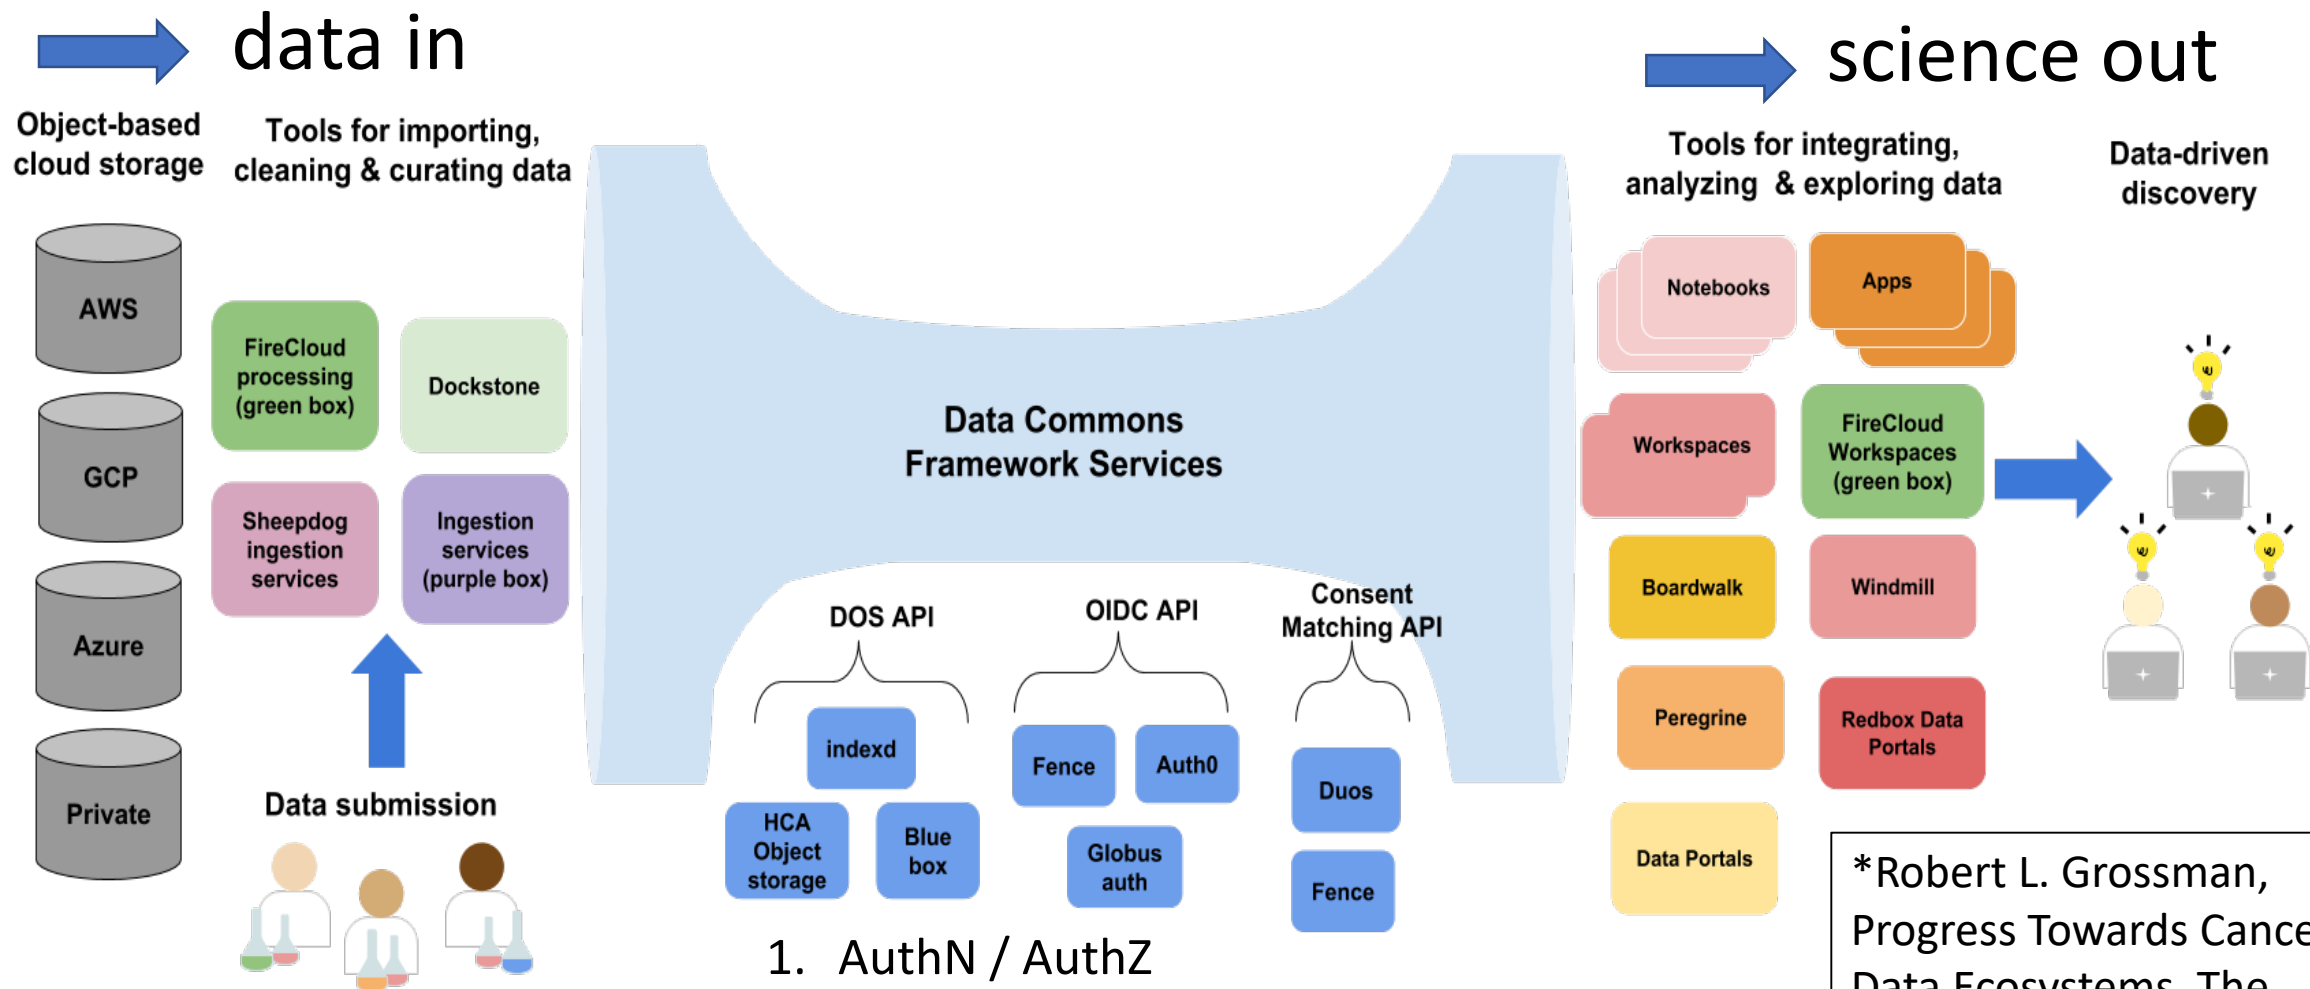 data in
science out
Object-based
cloud storage
Tools for importing,
cleaning & curating data
Tools for integrating,
analyzing & exploring data
Data-driven
discovery
AWS
GCP
Azure
Private
FireCloud
processing
(green box)
Dockstone
Sheepdog
ingestion
services
Ingestion
services
(purple box)
Data submission
Data Commons
Framework Services
DOS API
OIDC API
Consent
Matching API
indexd
HCA
Object
storage
Blue
box
Fence
Auth0
Globus
auth
Duos
Fence
1. AuthN / AuthZ
Notebooks
Apps
Workspaces
FireCloud
Workspaces
(green box)
Boardwalk
Windmill
Peregrine
Redbox Data
Portals
Data Portals
*Robert L. Grossman,
Progress Towards Cance
Data Ecosystems, The